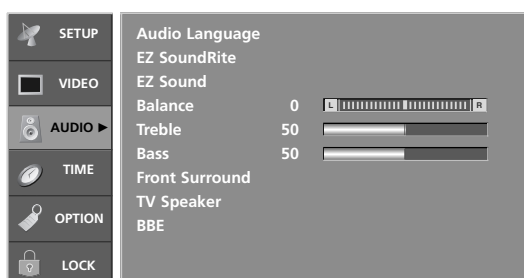 SETUP
VIDEO
AUDIO ►
TIME
OPTION
LOCK
Audio Language
EZ SoundRite
EZ Sound
Balance 0 L R
Treble 50
Bass 50
Front Surround
TV Speaker
BBE